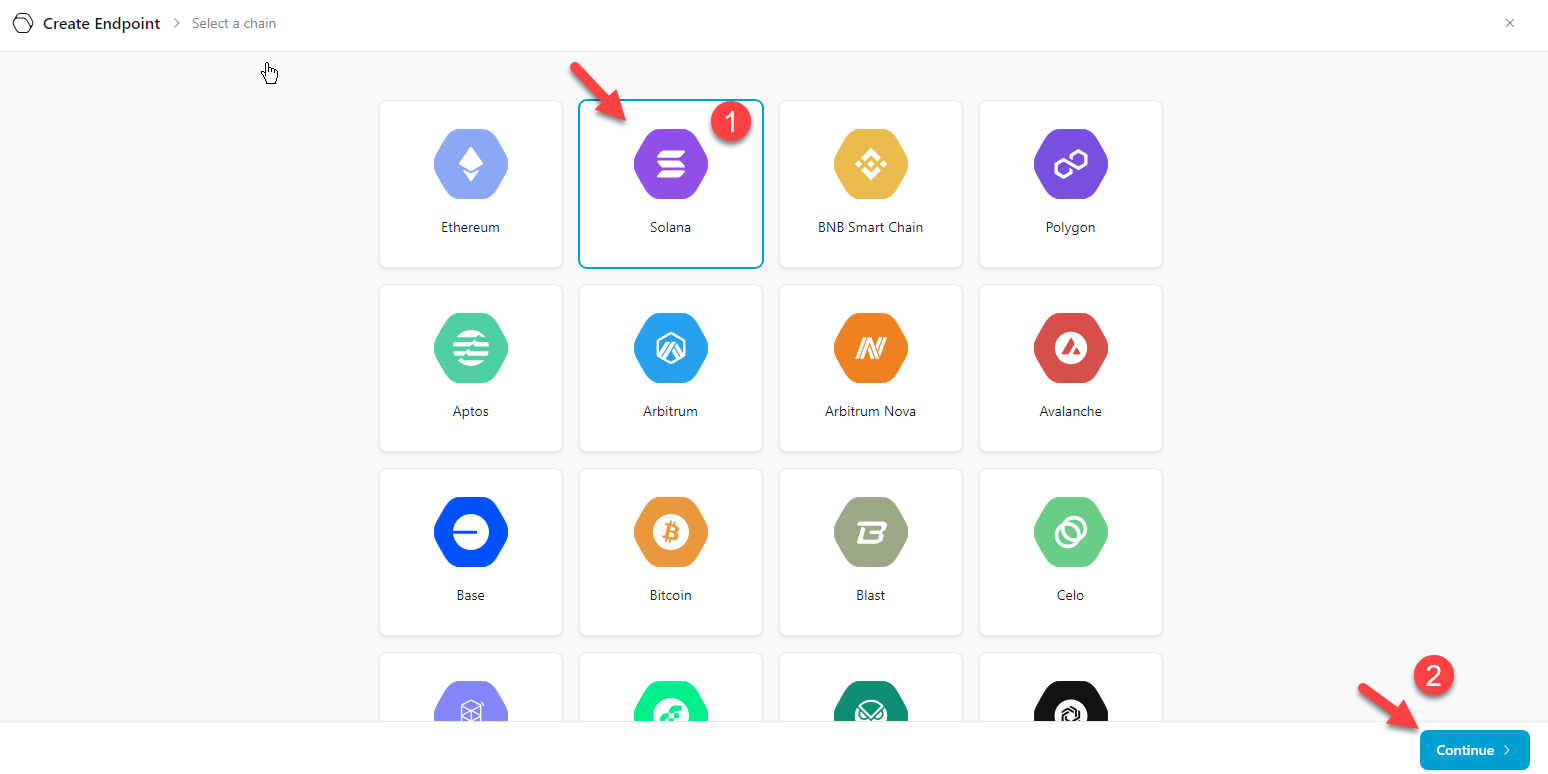 Create Endpoint > Select a chain
1
Ethereum
Solana
BNB Smart Chain
Polygon
Aptos
Arbitrum
Arbitrum Nova
Avalanche
Base
Bitcoin
Blast
Celo
2
Continue >